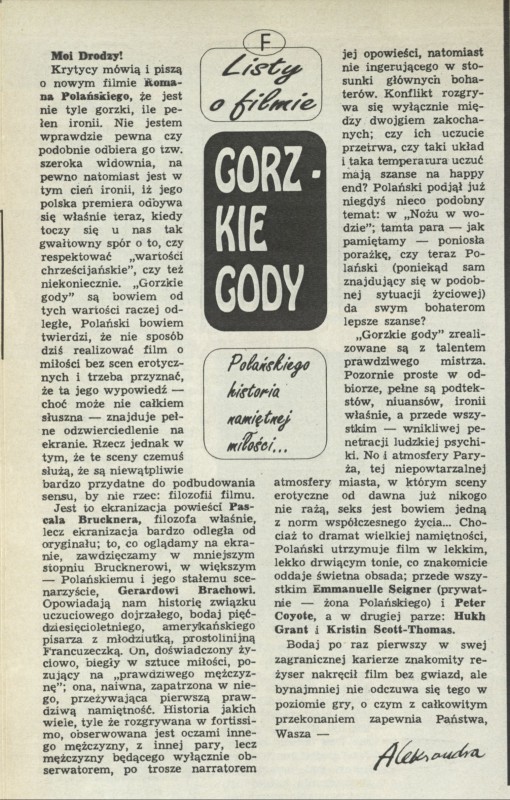 F
Listy
o filmie
GORZ-
KIE
GODY
Polańskiego
historia
namiętnej
miłości...
Moi Drodzy!
Krytycy mówią i piszą
o nowym filmie Roma-
na Polańskiego, że jest
nie tyle gorzki, ile pe-
łen ironii. Nie jestem
wprawdzie pewna czy
podobnie odbiera go tzw.
szeroka widownia, na
pewno natomiast jest w
tym cień ironii, iż jego
polska premiera odbywa
się właśnie teraz, kiedy
toczy się u nas tak
gwałtowny spór o to, czy
respektować „wartości
chrześcijańskie", czy też
niekoniecznie. „Gorzkie
gody" są bowiem od
tych wartości raczej od-
ległe, Polański bowiem
twierdzi, że nie sposób
dziś realizować film o
miłości bez scen erotycz-
nych i trzeba przyznać,
że ta jego wypowiedź —
choć może nie całkiem
słuszna — znajduje peł-
ne odzwierciedlenie na
ekranie. Rzecz jednak w
tym, że te sceny czemuś
służą, że są niewątpliwie
bardzo przydatne do podbudowania
sensu, by nie rzec: filozofii filmu.
Jest to ekranizacja powieści Pas-
cala Brucknera, filozofa właśnie,
lecz ekranizacja bardzo odległa od
oryginału; to, co oglądamy na ekra-
nie, zawdzięczamy w mniejszym
stopniu Brucknerowi, w większym
— Polańskiemu i jego stałemu sce-
narzyście, Gerardowi Brachowi.
Opowiadają nam historię związku
uczuciowego dojrzałego, bodaj pięć-
dziesięcioletniego, amerykańskiego
pisarza z młodziutką, prostolinijną
Francuzeczką. On, doświadczony ży-
ciowo, biegły w sztuce miłości, po-
zujący na „prawdziwego mężczyz-
nę"; ona, naiwna, zapatrzona w nie-
go, przeżywająca pierwszą praw-
dziwą namiętność. Historia jakich
wiele, tyle że rozgrywana w fortissi-
mo, obserwowana jest oczami inne-
go mężczyzny, z innej pary, lecz
mężczyzny będącego wyłącznie ob-
serwatorem, po trosze narratorem
jej opowieści, natomiast
nie ingerującego w sto-
sunki głównych boha-
terów. Konflikt rozgry-
wa się wyłącznie mię-
dzy dwojgiem zakocha-
nych; czy ich uczucie
przetrwa, czy taki układ
i taka temperatura uczuć
mają szanse na happy
end? Polański podjął już
niegdyś nieco podobny
temat: w „Nożu w wo-
dzie"; tamta para — jak
pamiętamy — poniosła
porażkę, czy teraz Po-
lański (poniekąd sam
znajdujący się w podob-
nej sytuacji życiowej)
da swym bohaterom
lepsze szanse?
„Gorzkie gody" zreali-
zowane są z talentem
prawdziwego mistrza.
Pozornie proste w od-
biorze, pełne są podtek-
stów, niuansów, ironii
właśnie, a przede wszy-
stkim — wnikliwej pe-
netracji ludzkiej psychi-
ki. No i atmosfery Pary-
ża, tej niepowtarzalnej
atmosfery miasta, w którym sceny
erotyczne od dawna już nikogo
nie rażą, seks jest bowiem jedną
z norm współczesnego życia... Cho-
ciaż to dramat wielkiej namiętności,
Polański utrzymuje film w lekkim,
lekko drwiącym tonie, co znakomicie
oddaje świetna obsada; przede wszy-
stkim Emmanuelle Seigner (prywat-
nie — żona Polańskiego) i Peter
Coyote, a w drugiej parze: Hukh
Grant i Kristin Scott-Thomas.
Bodaj po raz pierwszy w swej
zagranicznej karierze znakomity re-
żyser nakręcił film bez gwiazd, ale
bynajmniej nie odczuwa się tego w
poziomie gry, o czym z całkowitym
przekonaniem zapewnia Państwa,
Wasza —
Aleksandra